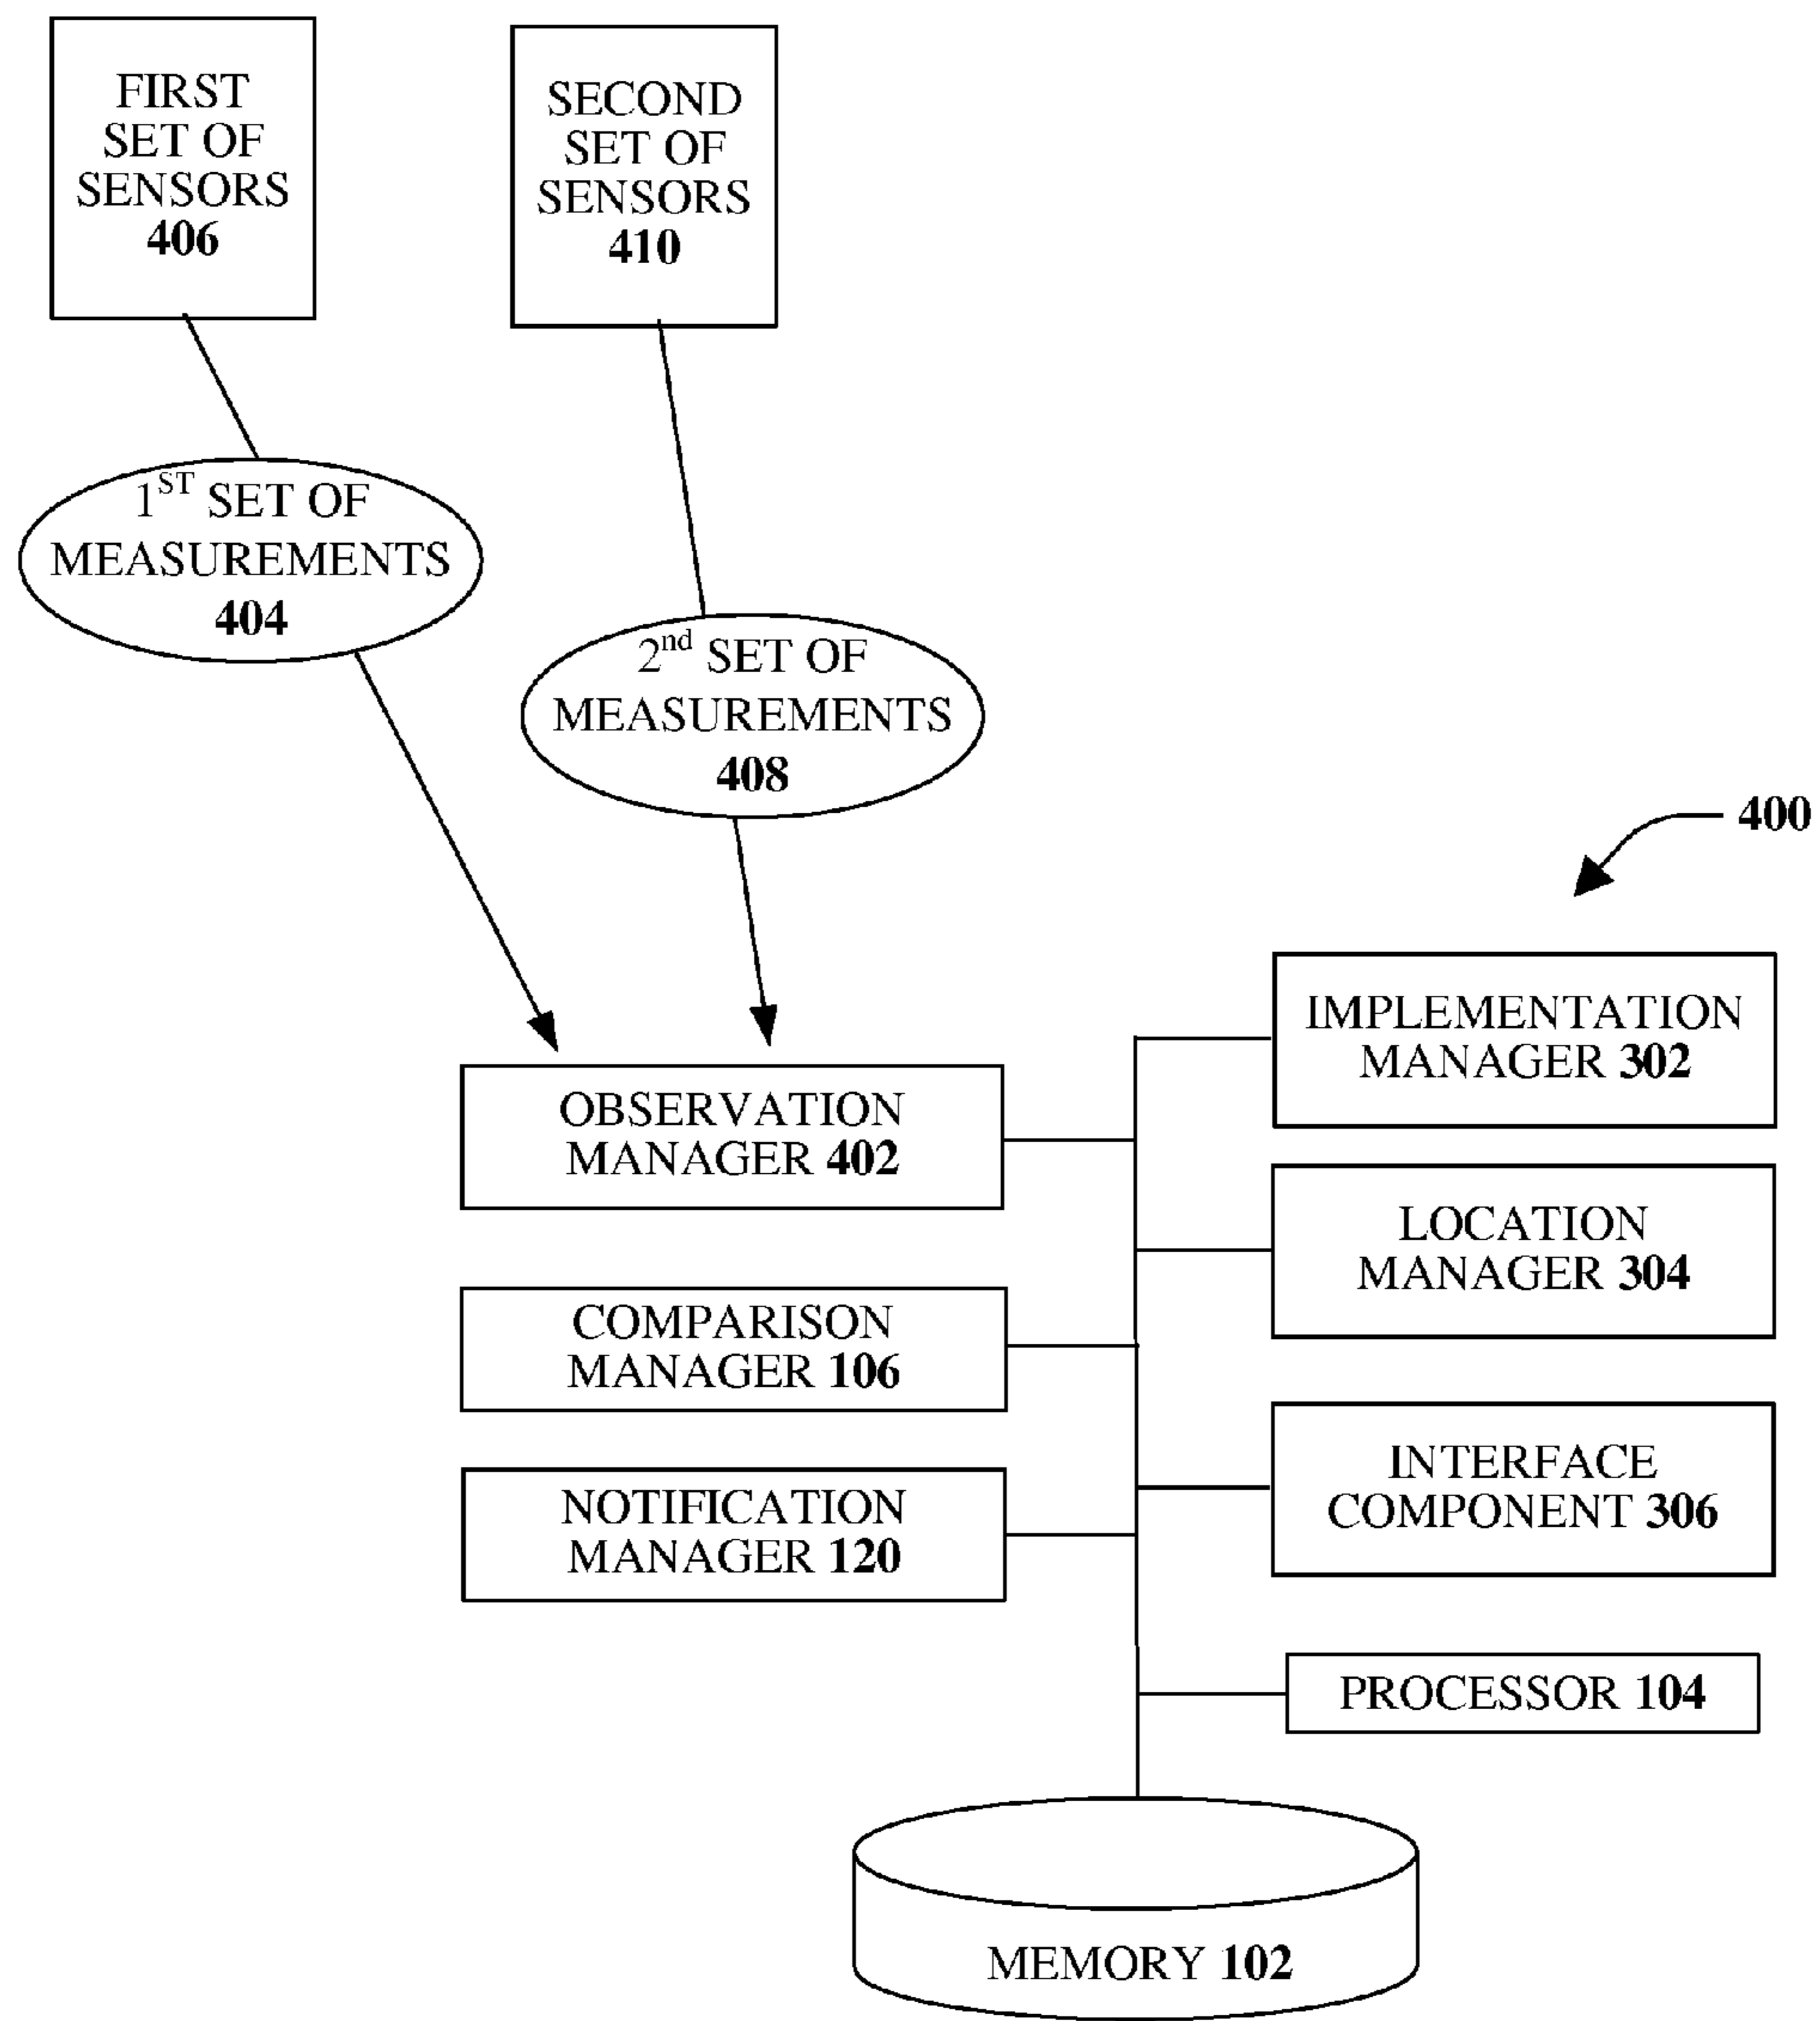 FIRST
SET OF
SENSORS
406
SECOND
SET OF
SENSORS
410
1ST SET OF
MEASUREMENTS
404
2nd SET OF
MEASUREMENTS
408
400
IMPLEMENTATION
MANAGER 302
OBSERVATION
MANAGER 402
LOCATION
MANAGER 304
COMPARISON
MANAGER 106
INTERFACE
COMPONENT 306
NOTIFICATION
MANAGER 120
PROCESSOR 104
MEMORY 102